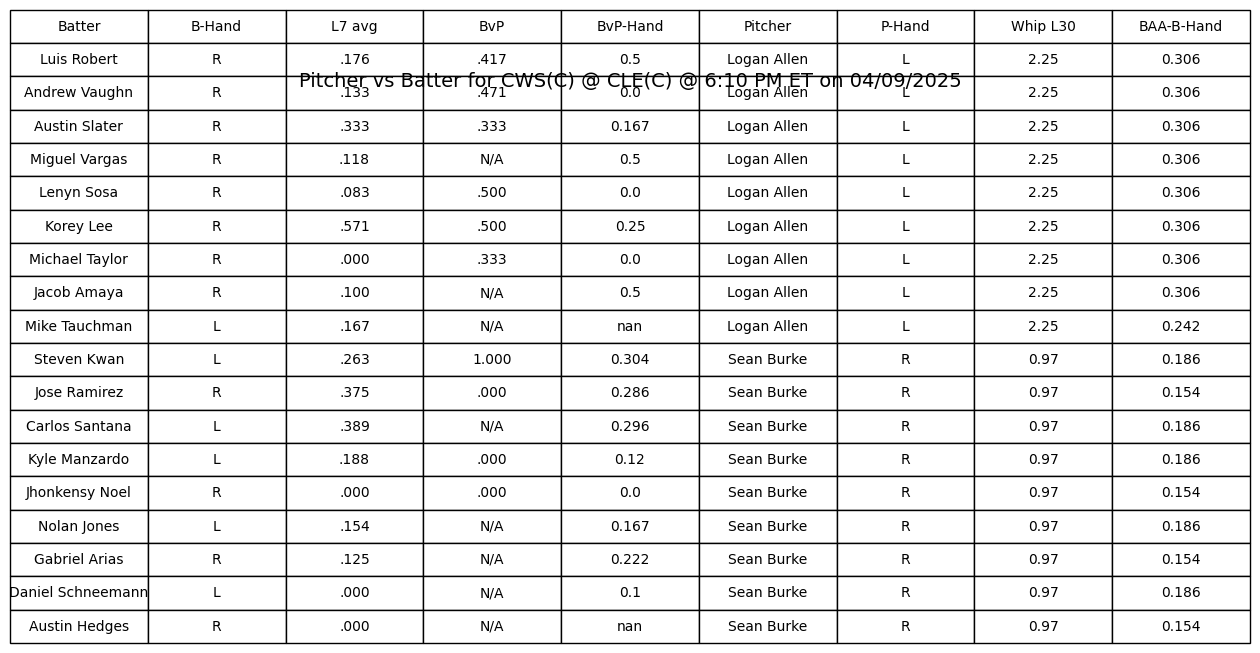 Batter B-Hand L7 avg BvP BvP-Hand Pitcher P-Hand Whip L30 BAA-B-Hand
Luis Robert R .176 .417 0.5 Logan Allen L 2.25 0.306
Pitcher vs Batter for CWS(C) @ CLE(C) @ 6:10 PM ET on 04/09/2025
Andrew Vaughn R .133 .471 0.0 Logan Allen L 2.25 0.306
Austin Slater R .333 .333 0.167 Logan Allen L 2.25 0.306
Miguel Vargas R .118 N/A 0.5 Logan Allen L 2.25 0.306
Lenyn Sosa R .083 .500 0.0 Logan Allen L 2.25 0.306
Korey Lee R .571 .500 0.25 Logan Allen L 2.25 0.306
Michael Taylor R .000 .333 0.0 Logan Allen L 2.25 0.306
Jacob Amaya R .100 N/A 0.5 Logan Allen L 2.25 0.306
Mike Tauchman L .167 N/A nan Logan Allen L 2.25 0.242
Steven Kwan L .263 1.000 0.304 Sean Burke R 0.97 0.186
Jose Ramirez R .375 .000 0.286 Sean Burke R 0.97 0.154
Carlos Santana L .389 N/A 0.296 Sean Burke R 0.97 0.186
Kyle Manzardo L .188 .000 0.12 Sean Burke R 0.97 0.186
Jhonkensy Noel R .000 .000 0.0 Sean Burke R 0.97 0.154
Nolan Jones L .154 N/A 0.167 Sean Burke R 0.97 0.186
Gabriel Arias R .125 N/A 0.222 Sean Burke R 0.97 0.154
Daniel Schneemann L .000 N/A 0.1 Sean Burke R 0.97 0.186
Austin Hedges R .000 N/A nan Sean Burke R 0.97 0.154